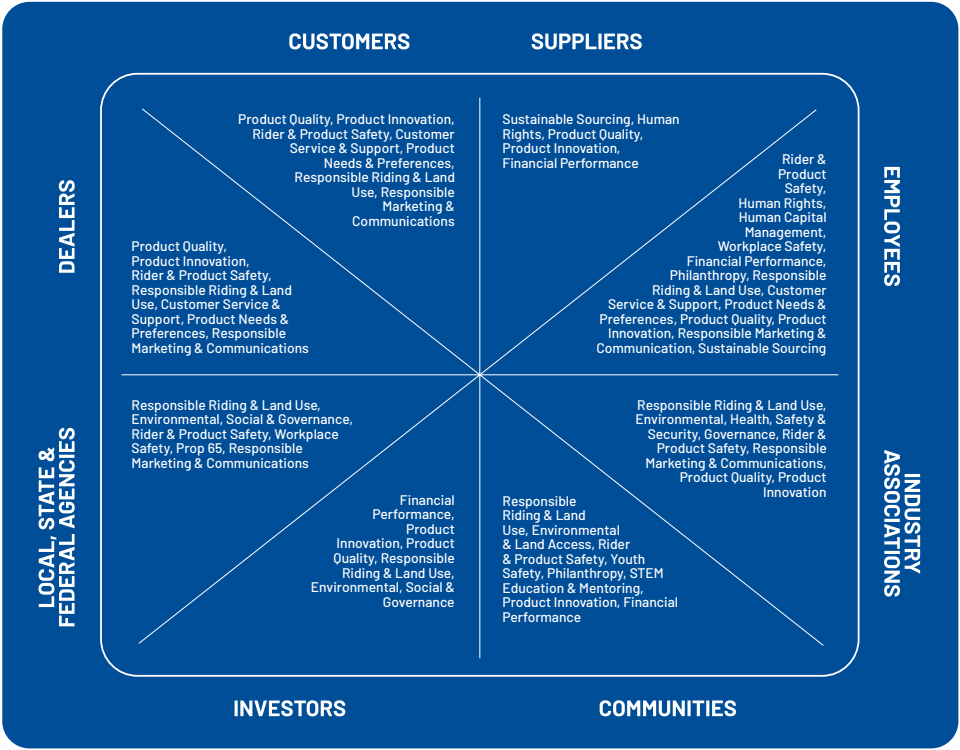 CUSTOMERS
SUPPLIERS
Product Quality, Product Innovation,
Rider & Product Safety, Customer
Service & Support, Product
Needs & Preferences,
Responsible Riding & Land
Use, Responsible
Marketing &
Communications
Sustainable Sourcing, Human
Rights, Product Quality,
Product Innovation,
Financial Performance
DEALERS
Product Quality,
Product Innovation,
Rider & Product Safety,
Responsible Riding & Land
Use, Customer Service &
Support, Product Needs &
Preferences, Responsible
Marketing & Communications
EMPLOYEES
Rider &
Product
Safety,
Human Rights,
Human Capital
Management,
Workplace Safety,
Financial Performance,
Philanthropy, Responsible
Riding & Land Use, Customer
Service & Support, Product Needs &
Preferences, Product Quality, Product
Innovation, Responsible Marketing &
Communication, Sustainable Sourcing
LOCAL, STATE &
FEDERAL AGENCIES
Responsible Riding & Land Use,
Environmental, Social & Governance,
Rider & Product Safety, Workplace
Safety, Prop 65, Responsible
Marketing & Communications
INDUSTRY
ASSOCIATIONS
Responsible Riding & Land Use,
Environmental, Health, Safety &
Security, Governance, Rider &
Product Safety, Responsible
Marketing & Communications,
Product Quality, Product
Innovation
Financial
Performance,
Product
Innovation, Product
Quality, Responsible
Riding & Land Use,
Environmental, Social &
Governance
Responsible
Riding & Land
Use, Environmental
& Land Access, Rider
& Product Safety, Youth
Safety, Philanthropy, STEM
Education & Mentoring,
Product Innovation, Financial
Performance
INVESTORS
COMMUNITIES